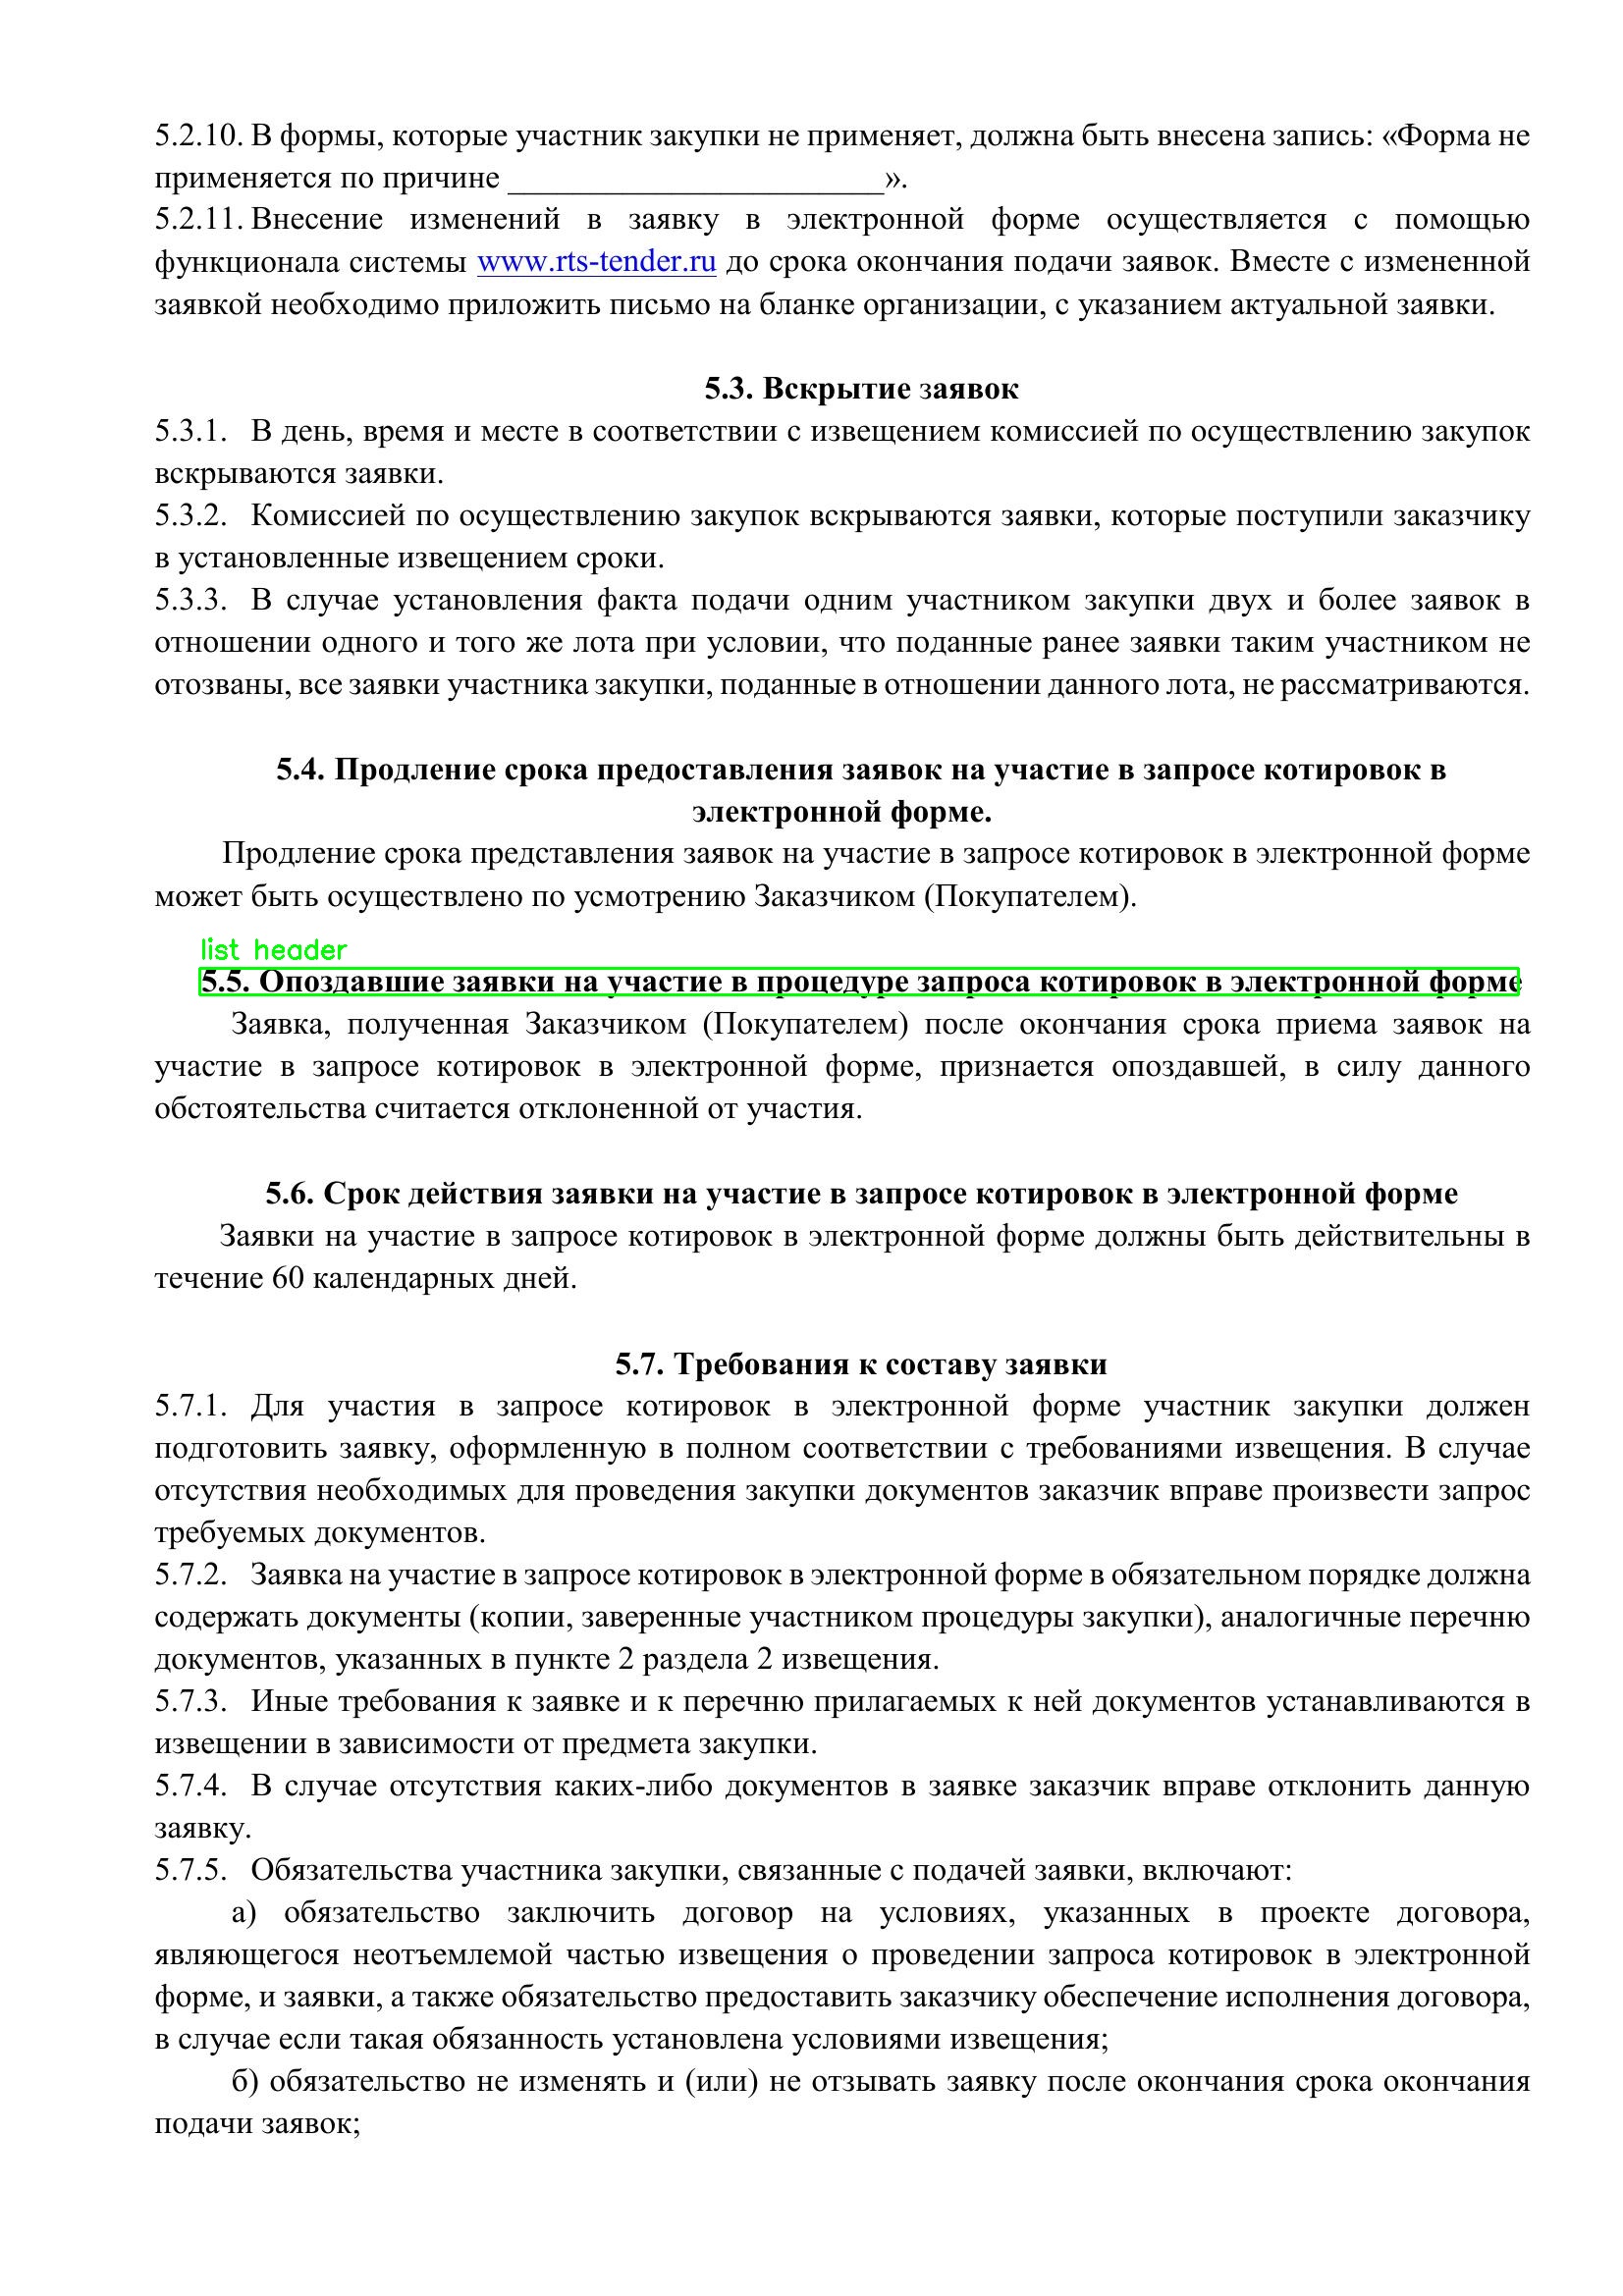 5.2.10. В формы, которые участник закупки не применяет, должна быть внесена запись: «Форма не
применяется по причине _______________________».
5.2.11. Внесение изменений в заявку в электронной форме осуществляется с помощью
функционала системы www.rts-tender.ru до срока окончания подачи заявок. Вместе с измененной
заявкой необходимо приложить письмо на бланке организации, с указанием актуальной заявки.
5.3. Вскрытие заявок
5.3.1. В день, время и месте в соответствии с извещением комиссией по осуществлению закупок
вскрываются заявки.
5.3.2. Комиссией по осуществлению закупок вскрываются заявки, которые поступили заказчику
в установленные извещением сроки.
5.3.3. В случае установления факта подачи одним участником закупки двух и более заявок в
отношении одного и того же лота при условии, что поданные ранее заявки таким участником не
отозваны, все заявки участника закупки, поданные в отношении данного лота, не рассматриваются.
5.4. Продление срока предоставления заявок на участие в запросе котировок в
электронной форме.
Продление срока представления заявок на участие в запросе котировок в электронной форме
может быть осуществлено по усмотрению Заказчиком (Покупателем).
list header
5.5. Опоздавшие заявки на участие в процедуре запроса котировок в электронной форме
Заявка, полученная Заказчиком (Покупателем) после окончания срока приема заявок на
участие в запросе котировок в электронной форме, признается опоздавшей, в силу данного
обстоятельства считается отклоненной от участия.
5.6. Срок действия заявки на участие в запросе котировок в электронной форме
Заявки на участие в запросе котировок в электронной форме должны быть действительны в
течение 60 календарных дней.
5.7. Требования к составу заявки
5.7.1. Для участия в запросе котировок в электронной форме участник закупки должен
подготовить заявку, оформленную в полном соответствии с требованиями извещения. В случае
отсутствия необходимых для проведения закупки документов заказчик вправе произвести запрос
требуемых документов.
5.7.2. Заявка на участие в запросе котировок в электронной форме в обязательном порядке должна
содержать документы (копии, заверенные участником процедуры закупки), аналогичные перечню
документов, указанных в пункте 2 раздела 2 извещения.
5.7.3. Иные требования к заявке и к перечню прилагаемых к ней документов устанавливаются в
извещении в зависимости от предмета закупки.
5.7.4. В случае отсутствия каких-либо документов в заявке заказчик вправе отклонить данную
заявку.
5.7.5. Обязательства участника закупки, связанные с подачей заявки, включают:
а) обязательство заключить договор на условиях, указанных в проекте договора,
являющегося неотъемлемой частью извещения о проведении запроса котировок в электронной
форме, и заявки, а также обязательство предоставить заказчику обеспечение исполнения договора,
в случае если такая обязанность установлена условиями извещения;
б) обязательство не изменять и (или) не отзывать заявку после окончания срока окончания
подачи заявок;